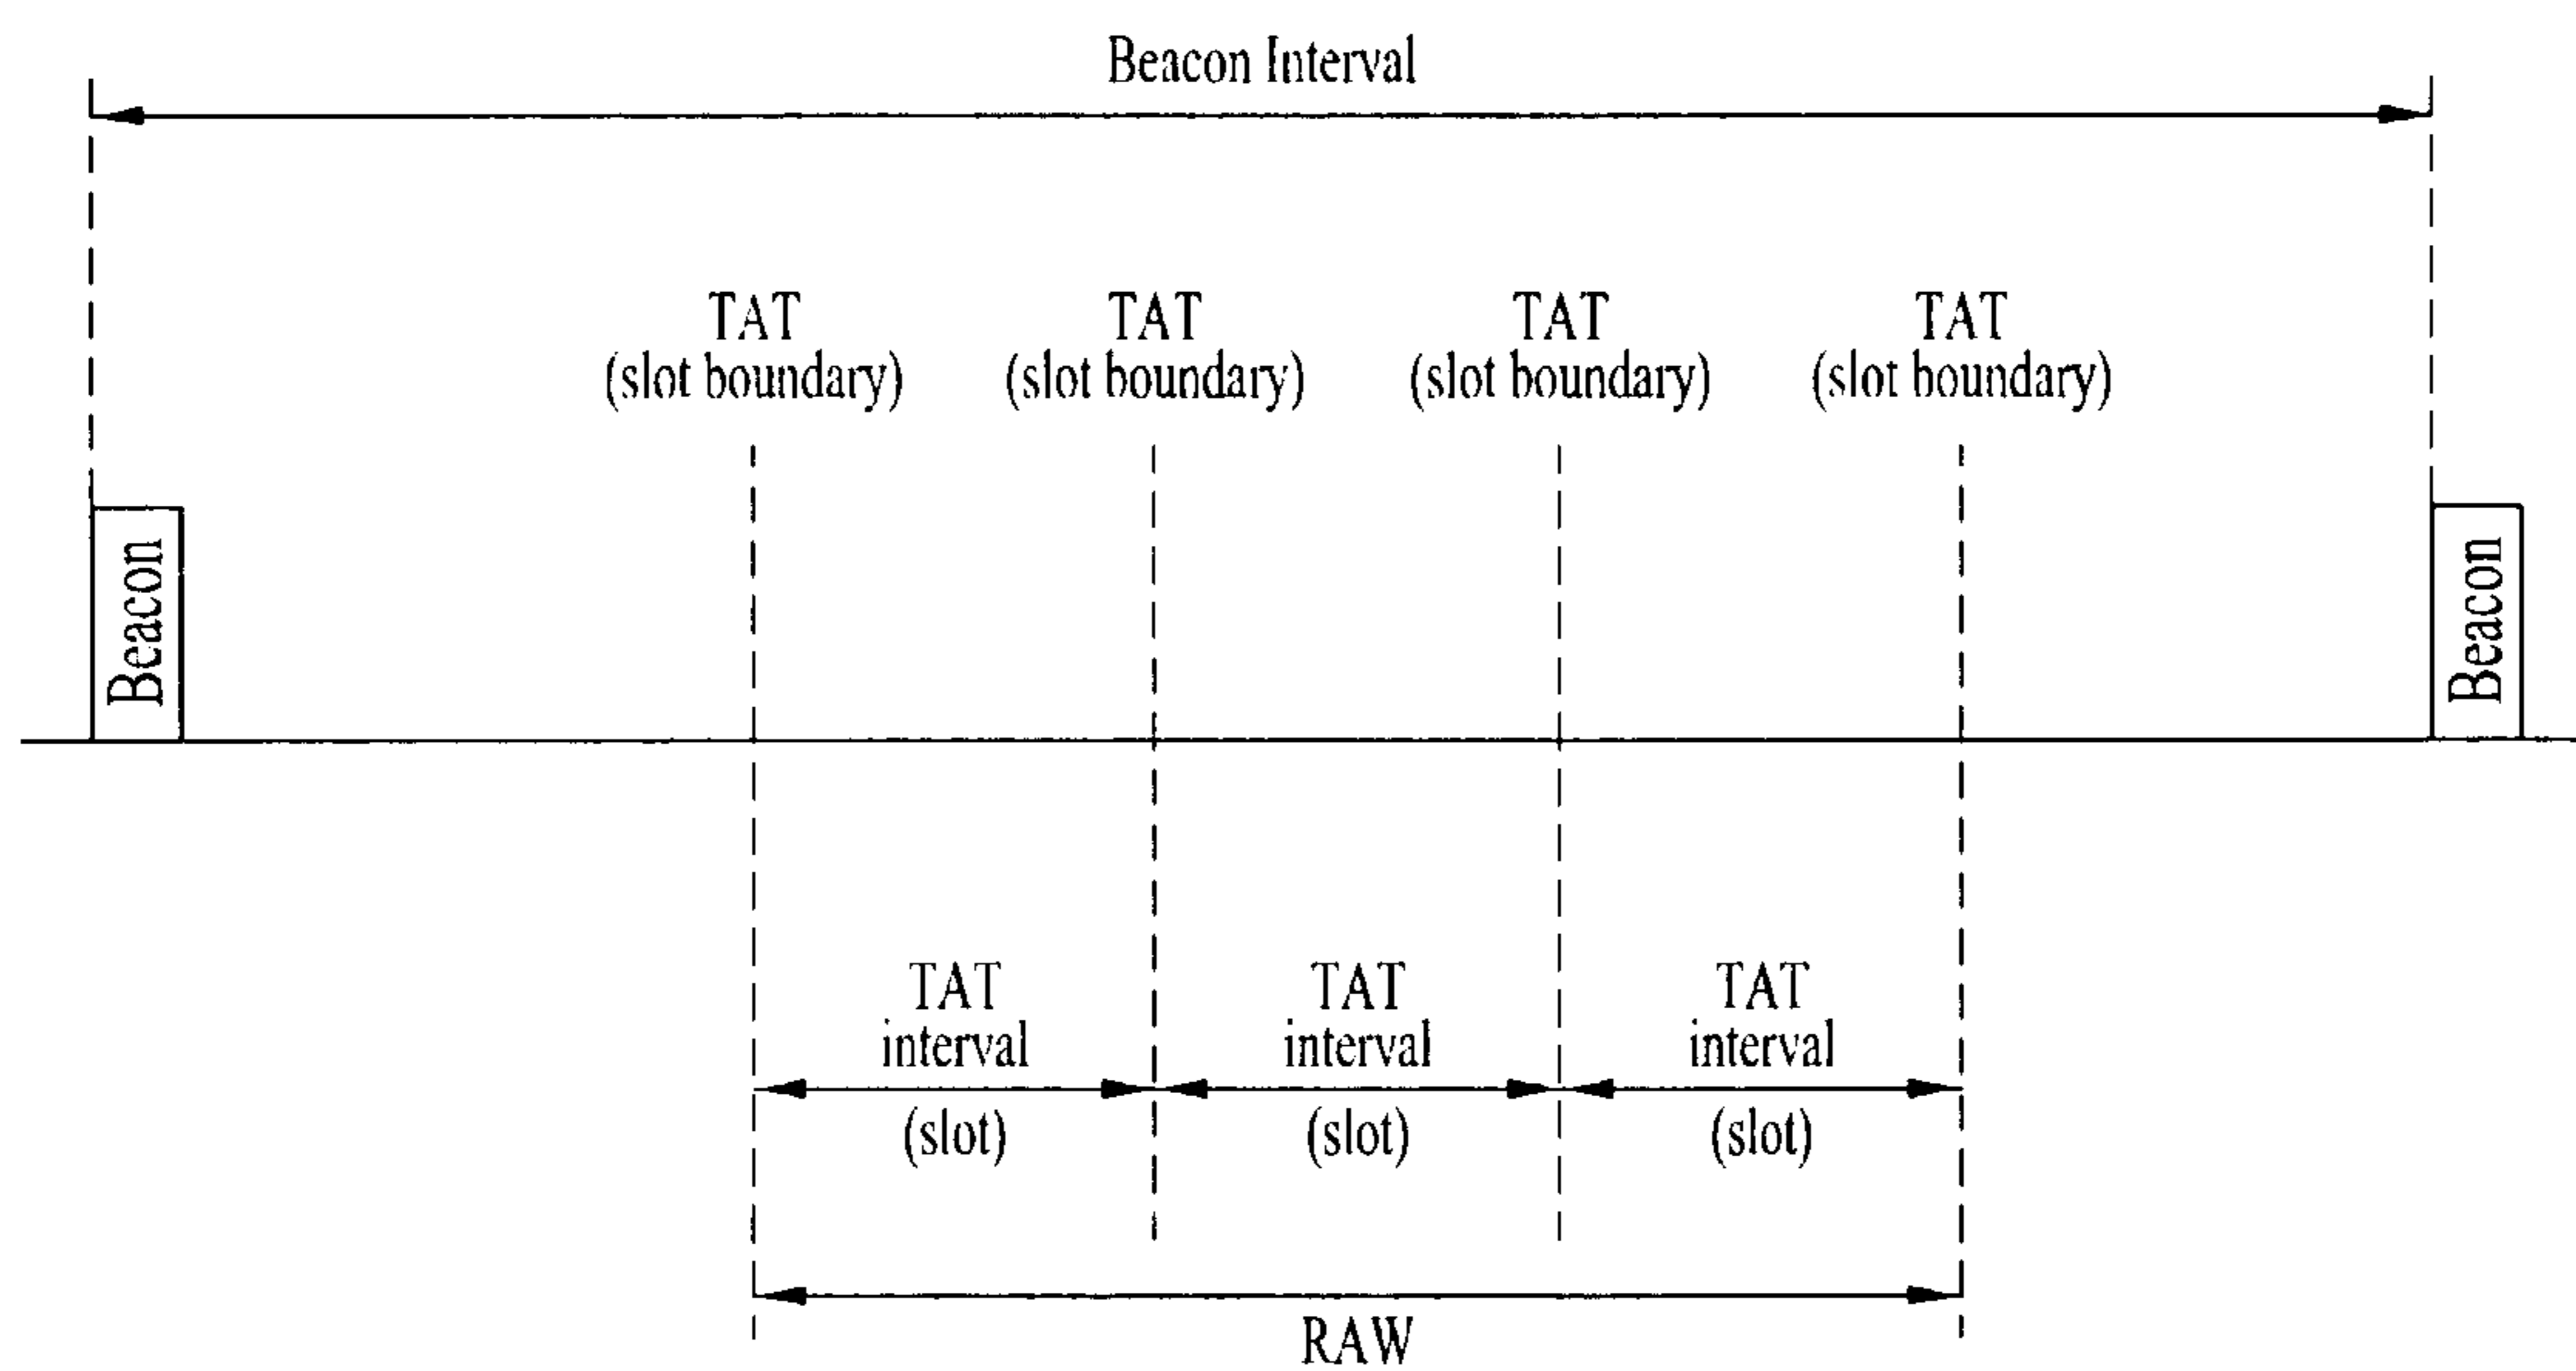 Beacon Interval
TAT TAT TAT TAT
(slot boundary) (slot boundary) (slot boundary) (slot boundary)
Beacon Beacon
TAT TAT TAT
interval interval interval
(slot) (slot) (slot)
RAW